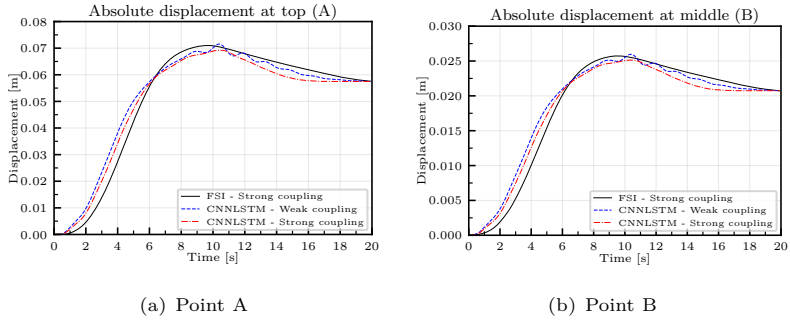 Absolute displacement at top (A)
0.08
0.07
0.06
0.05
0.04
0.03
0.02
0.01
0.00
Displacement [m]
FSI - Strong coupling
CNNLSTM - Weak coupling
CNNLSTM - Strong coupling
0 2 4 6 8 10 12 14 16 18 20
Time [s]
(a) Point A
Absolute displacement at middle (B)
0.030
0.025
0.020
0.015
0.010
0.005
0.000
Displacement [m]
FSI - Strong coupling
CNNLSTM - Weak coupling
CNNLSTM - Strong coupling
0 2 4 6 8 10 12 14 16 18 20
Time [s]
(b) Point B